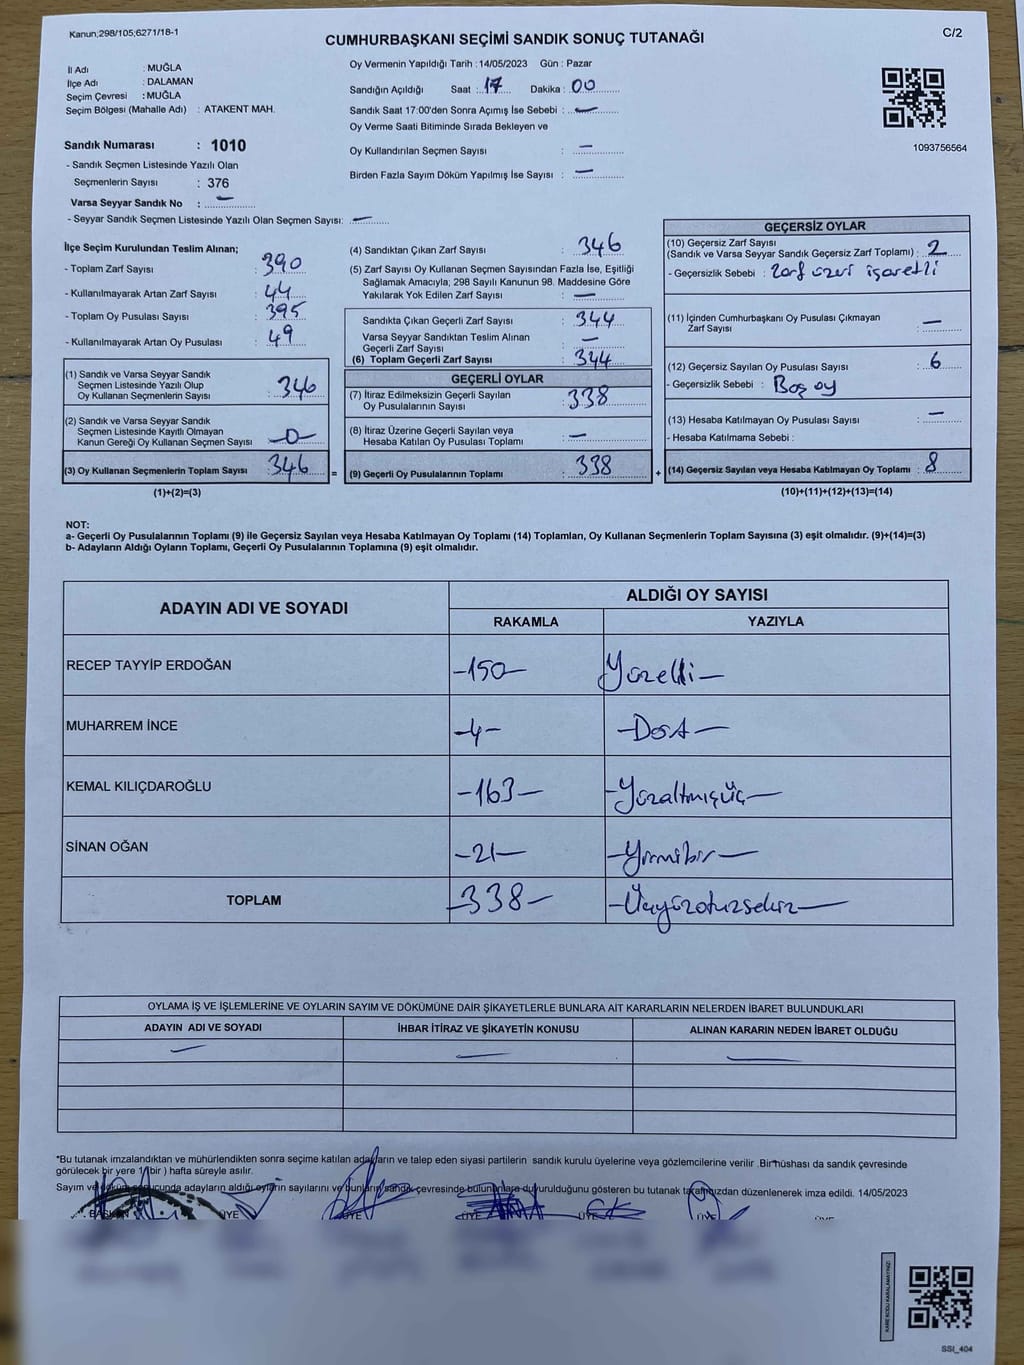 Kanun;298/105;6271/18-1
C/2
CUMHURBAŞKANI SEÇİMİ SANDIK SONUÇ TUTANAĞI
İl Adı : MUĞLA
İlçe Adı : DALAMAN
Seçim Çevresi : MUĞLA
Seçim Bölgesi (Mahalle Adı) : ATAKENT MAH.
Oy Vermenin Yapıldığı Tarih : 14/05/2023 Gün : Pazar
Sandığın Açıldığı Saat : 17 Dakika : 00
Sandık Saat 17:00'den Sonra Açımış İse Sebebi : —
Oy Verme Saati Bitiminde Sırada Bekleyen ve
Oy Kullandırılan Seçmen Sayısı : —
Birden Fazla Sayım Döküm Yapılmış İse Sayısı : —
1093756564
Sandık Numarası : 1010
- Sandık Seçmen Listesinde Yazılı Olan
Seçmenlerin Sayısı : 376
Varsa Seyyar Sandık No : —
- Seyyar Sandık Seçmen Listesinde Yazılı Olan Seçmen Sayısı: —
İlçe Seçim Kurulundan Teslim Alınan;
- Toplam Zarf Sayısı : 390
- Kullanılmayarak Artan Zarf Sayısı : 44
- Toplam Oy Pusulası Sayısı : 395
- Kullanılmayarak Artan Oy Pusulası : 49
(1) Sandık ve Varsa Seyyar Sandık
Seçmen Listesinde Yazılı Olup
Oy Kullanan Seçmenlerin Sayısı : 346
(2) Sandık ve Varsa Seyyar Sandık
Seçmen Listesinde Kayıtlı Olmayan
Kanun Gereği Oy Kullanan Seçmen Sayısı : —0—
(3) Oy Kullanan Seçmenlerin Toplam Sayısı : 346 =
(1)+(2)=(3)
(4) Sandıktan Çıkan Zarf Sayısı : 346
(5) Zarf Sayısı Oy Kullanan Seçmen Sayısından Fazla İse, Eşitliği
Sağlamak Amacıyla; 298 Sayılı Kanunun 98. Maddesine Göre
Yakılarak Yok Edilen Zarf Sayısı : —
Sandıkta Çıkan Geçerli Zarf Sayısı : 344
Varsa Seyyar Sandıktan Teslim Alınan
Geçerli Zarf Sayısı : —
(6) Toplam Geçerli Zarf Sayısı : 344
GEÇERLİ OYLAR
(7) İtiraz Edilmeksizin Geçerli Sayılan
Oy Pusulalarının Sayısı : 338
(8) İtiraz Üzerine Geçerli Sayılan veya
Hesaba Katılan Oy Pusulası Toplamı : —
(9) Geçerli Oy Pusulalarının Toplamı : 338 +
GEÇERSİZ OYLAR
(10) Geçersiz Zarf Sayısı
(Sandık ve Varsa Seyyar Sandık Geçersiz Zarf Toplamı) : 2
- Geçersizlik Sebebi : Zarf üzeri işaretli
(11) İçinden Cumhurbaşkanı Oy Pusulası Çıkmayan
Zarf Sayısı : —
(12) Geçersiz Sayılan Oy Pusulası Sayısı : 6
- Geçersizlik Sebebi : Boş oy
(13) Hesaba Katılmayan Oy Pusulası Sayısı : —
- Hesaba Katılmama Sebebi :
(14) Geçersiz Sayılan veya Hesaba Katılmayan Oy Toplamı : 8
(10)+(11)+(12)+(13)=(14)
NOT:
a- Geçerli Oy Pusulalarının Toplamı (9) ile Geçersiz Sayılan veya Hesaba Katılmayan Oy Toplamı (14) Toplamları, Oy Kullanan Seçmenlerin Toplam Sayısına (3) eşit olmalıdır. (9)+(14)=(3)
b- Adayların Aldığı Oyların Toplamı, Geçerli Oy Pusulalarının Toplamına (9) eşit olmalıdır.
ADAYIN ADI VE SOYADI
ALDIĞI OY SAYISI
RAKAMLA YAZIYLA
RECEP TAYYİP ERDOĞAN -150- Yüzelli-
MUHARREM İNCE -4- -Dört-
KEMAL KILIÇDAROĞLU -163- -Yüzaltmışüç-
SİNAN OĞAN -21- -Yirmibir-
TOPLAM -338- -Üçyüzotuzsekiz-
OYLAMA İŞ VE İŞLEMLERİNE VE OYLARIN SAYIM VE DÖKÜMÜNE DAİR ŞİKAYETLERLE BUNLARA AİT KARARLARIN NELERDEN İBARET BULUNDUKLARI
ADAYIN ADI VE SOYADI İHBAR İTİRAZ VE ŞİKAYETİN KONUSU ALINAN KARARIN NEDEN İBARET OLDUĞU
— — —
*Bu tutanak imzalandıktan ve mühürlendikten sonra seçime katılan adayların ve talep eden siyasi partilerin sandık kurulu üyelerine veya gözlemcilerine verilir .Bir nüshası da sandık çevresinde
görülecek bir yere 1 (bir ) hafta süreyle asılır.
Sayım ve döküm sonucunda adayların aldığı oyların sayılarını ve bunların sandık çevresinde bulunanlara duyurulduğunu gösteren bu tutanak tarafımızdan düzenlenerek imza edildi. 14/05/2023
BAŞKAN ÜYE ÜYE ÜYE ÜYE ÜYE ÜYE
KARE KODU KARALAMAYINIZ!
SSI_404